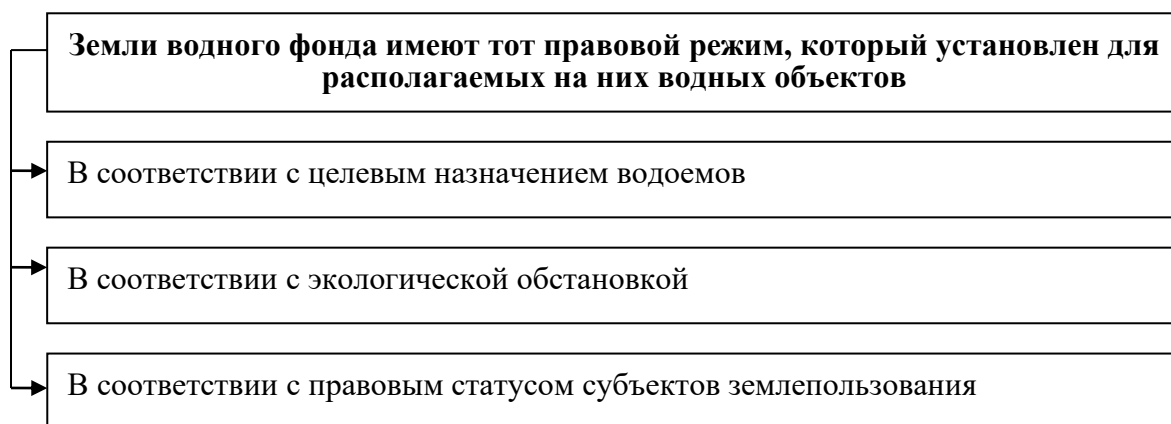 Земли водного фонда имеют тот правовой режим, который установлен для
располагаемых на них водных объектов
В соответствии с целевым назначением водоемов
В соответствии с экологической обстановкой
В соответствии с правовым статусом субъектов землепользования